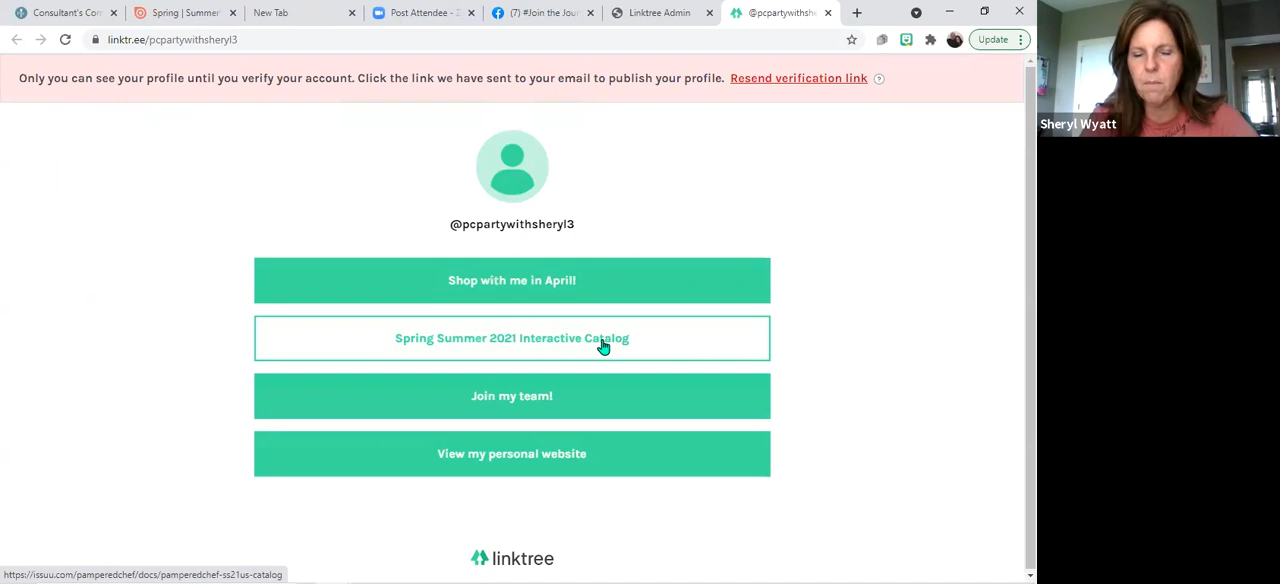 Consultant's Con
Spring | Summer
New Tab
Post Attendee - Z
(7) #Join the Jour
Linktree Admin
@pcpartywithshe
linktr.ee/pcpartywithsheryl3
Update
Only you can see your profile until you verify your account. Click the link we have sent to your email to publish your profile. Resend verification link ?
Sheryl Wyatt
@pcpartywithsheryl3
Shop with me in April!
Spring Summer 2021 Interactive Catalog
Join my team!
View my personal website
linktree
https://issuu.com/pamperedchef/docs/pamperedchef-ss21us-catalog